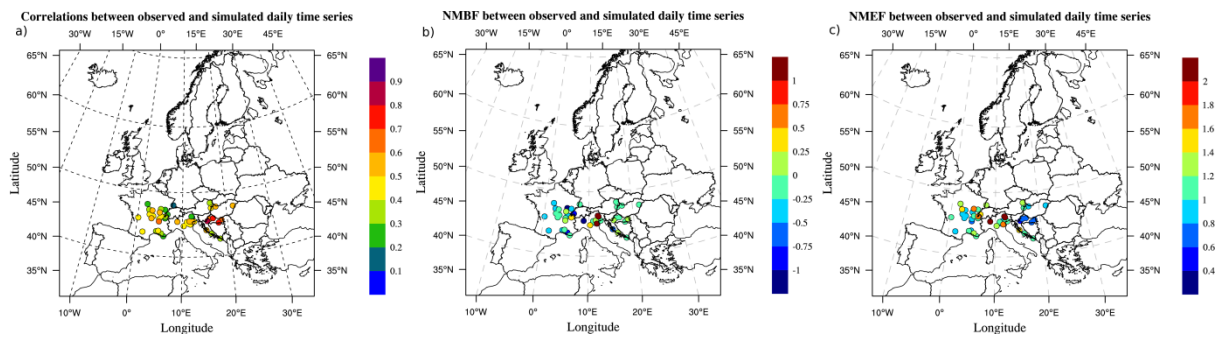 Correlations between observed and simulated daily time series
a)
15°W 0° 15°E 30°E 45°E
65°N 65°N
60°N 60°N
55°N 55°N
50°N 50°N
45°N 45°N
40°N 40°N
35°N 35°N
10°W 0° 10°E 20°E 30°E
Latitude
Longitude
0.9
0.8
0.7
0.6
0.5
0.4
0.3
0.2
0.1
NMBF between observed and simulated daily time series
b)
15°W 0° 15°E 30°E 45°E
65°N 65°N
60°N 60°N
55°N 55°N
50°N 50°N
45°N 45°N
40°N 40°N
35°N 35°N
10°W 0° 10°E 20°E 30°E
Latitude
Longitude
1
0.75
0.5
0.25
0
-0.25
-0.5
-0.75
-1
NMEF between observed and simulated daily time series
c)
15°W 0° 15°E 30°E 45°E
65°N 65°N
60°N 60°N
55°N 55°N
50°N 50°N
45°N 45°N
40°N 40°N
35°N 35°N
10°W 0° 10°E 20°E 30°E
Latitude
Longitude
2
1.8
1.6
1.4
1.2
1
0.8
0.6
0.4